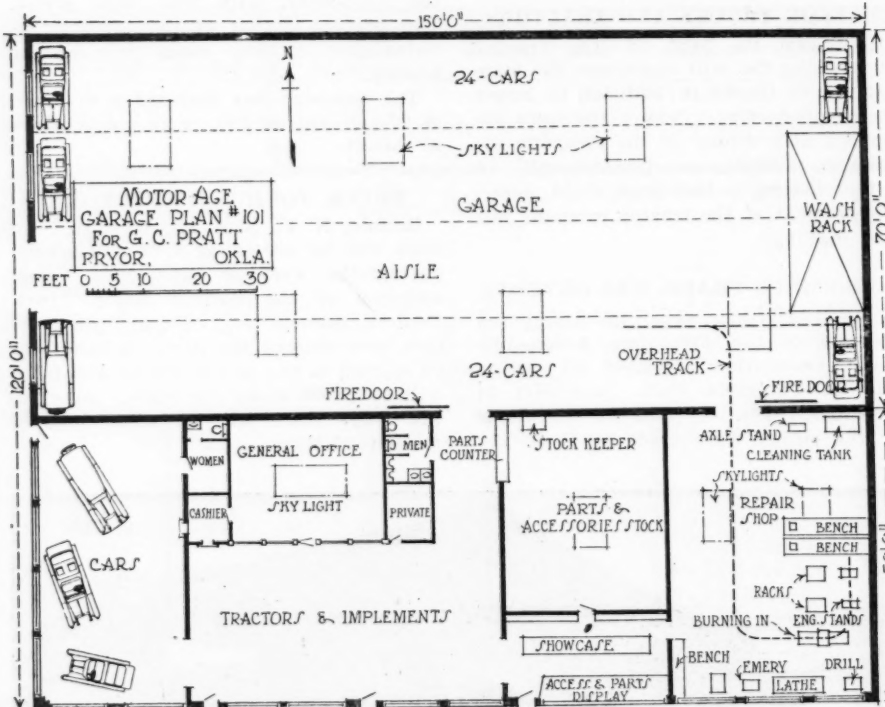 150'0"
N
24-CARS
SKYLIGHTS
MOTOR AGE
GARAGE PLAN #101
FOR G. C. PRATT
PRYOR, OKLA.
FEET 0 5 10 20 30
GARAGE
WASH
RACK
70'0"
AISLE
120'0"
24-CARS
OVERHEAD
TRACK
FIREDOOR
FIRE DOOR
WOMEN
GENERAL OFFICE
MEN
PARTS
COUNTER
STOCK KEEPER
AXLE STAND
CLEANING TANK
CASHIER
SKY LIGHT
PRIVATE
PARTS &
ACCESSORIES STOCK
SKYLIGHTS
REPAIR
SHOP
BENCH
BENCH
CARS
RACKS
TRACTORS & IMPLEMENTS
BURNING IN
ENG. STANDS
SHOWCASE
BENCH
EMERY
DRILL
LATHE
ACCESS & PARTS
DISPLAY